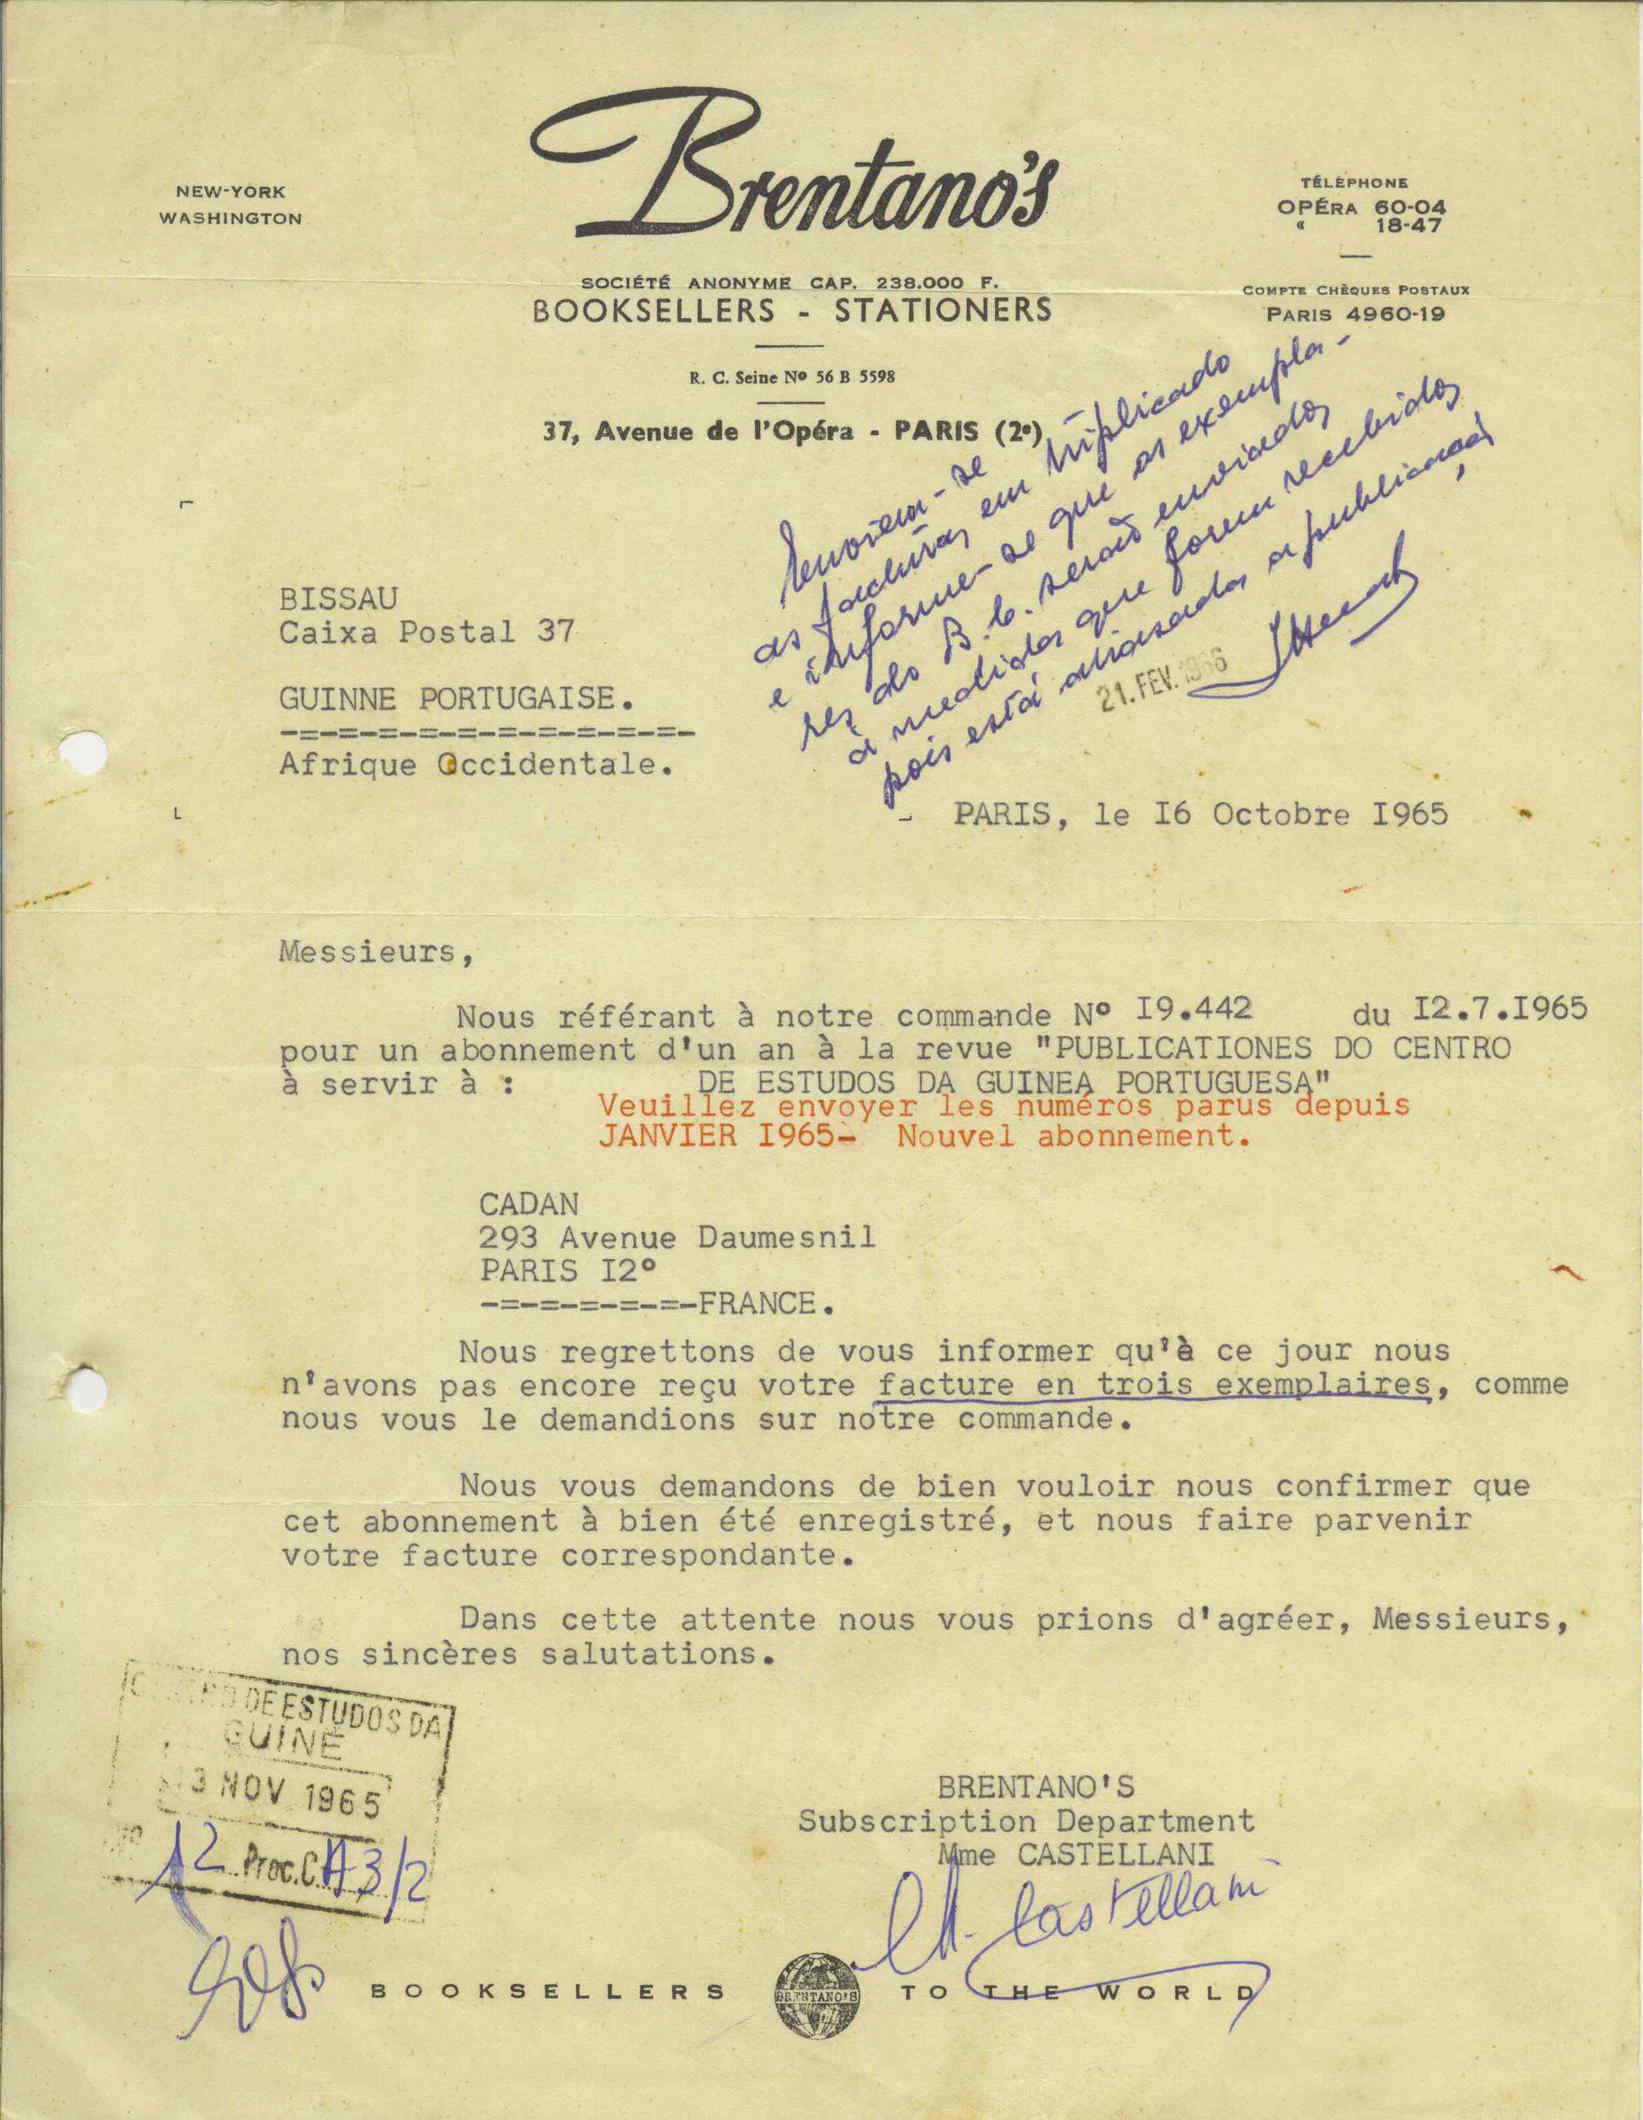 NEW-YORK
WASHINGTON
Brentano's
TÉLÉPHONE
OPÉRA 60-04
« 18-47
SOCIÉTÉ ANONYME CAP. 238.000 F.
BOOKSELLERS - STATIONERS
COMPTE CHÈQUES POSTAUX
PARIS 4960-19
R. C. Seine Nº 56 B 5598
37, Avenue de l'Opéra - PARIS (2e)
Enviem-se
as facturas em triplicado
e informe-se que os exempla-
res do B.C. serão enviados
à medida que forem recebidos
pois está atrasada a publicação
21. FEV. 1966
BISSAU
Caixa Postal 37
GUINNE PORTUGAISE.
-=-=-=-=-=-=-=-=-=-=-
Afrique Occidentale.
PARIS, le I6 Octobre I965
Messieurs,
Nous référant à notre commande Nº I9.442 du I2.7.I965
pour un abonnement d'un an à la revue "PUBLICATIONES DO CENTRO
à servir à : DE ESTUDOS DA GUINEA PORTUGUESA"
Veuillez envoyer les numéros parus depuis
JANVIER I965- Nouvel abonnement.
CADAN
293 Avenue Daumesnil
PARIS I2º
-=-=-=-=-=-FRANCE.
Nous regrettons de vous informer qu'à ce jour nous
n'avons pas encore reçu votre facture en trois exemplaires, comme
nous vous le demandions sur notre commande.
Nous vous demandons de bien vouloir nous confirmer que
cet abonnement à bien été enregistré, et nous faire parvenir
votre facture correspondante.
Dans cette attente nous vous prions d'agréer, Messieurs,
nos sincères salutations.
CENTRO DE ESTUDOS DA
GUINÉ
3 NOV 1965
12 Proc. C. A3/2
BRENTANO'S
Subscription Department
Mme CASTELLANI
M. Castellani
BOOKSELLERS BRENTANO'S TO THE WORLD